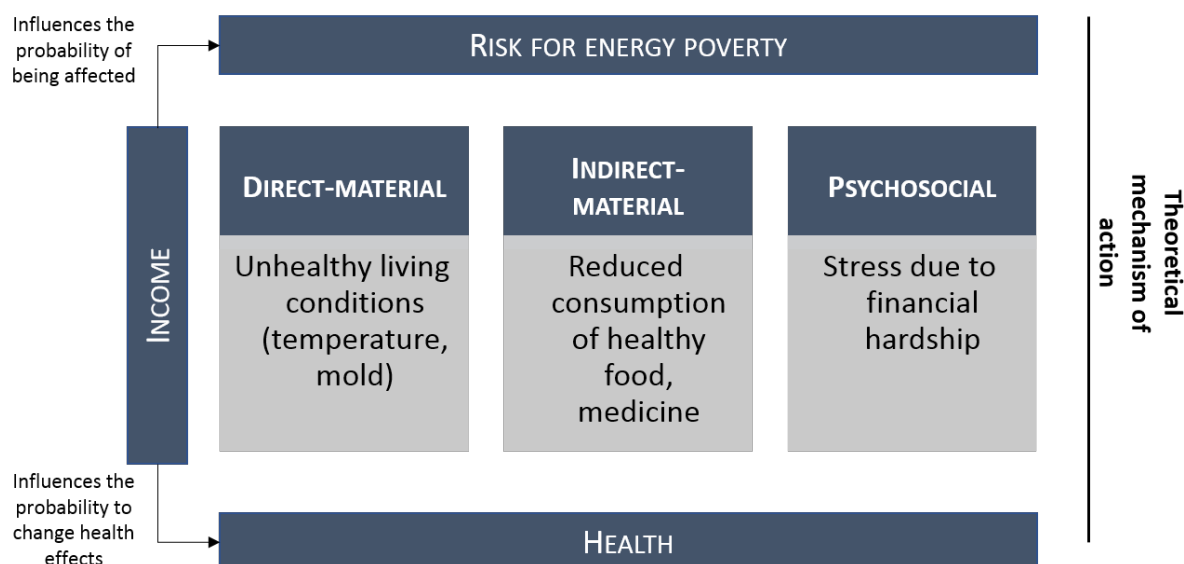 Influences the
probability of
being affected
RISK FOR ENERGY POVERTY
INCOME
DIRECT-MATERIAL
Unhealthy living
conditions
(temperature,
mold)
INDIRECT-
MATERIAL
Reduced
consumption
of healthy
food,
medicine
PSYCHOSOCIAL
Stress due to
financial
hardship
Theoretical
mechanism of
action
Influences the
probability to
change health
effects
HEALTH